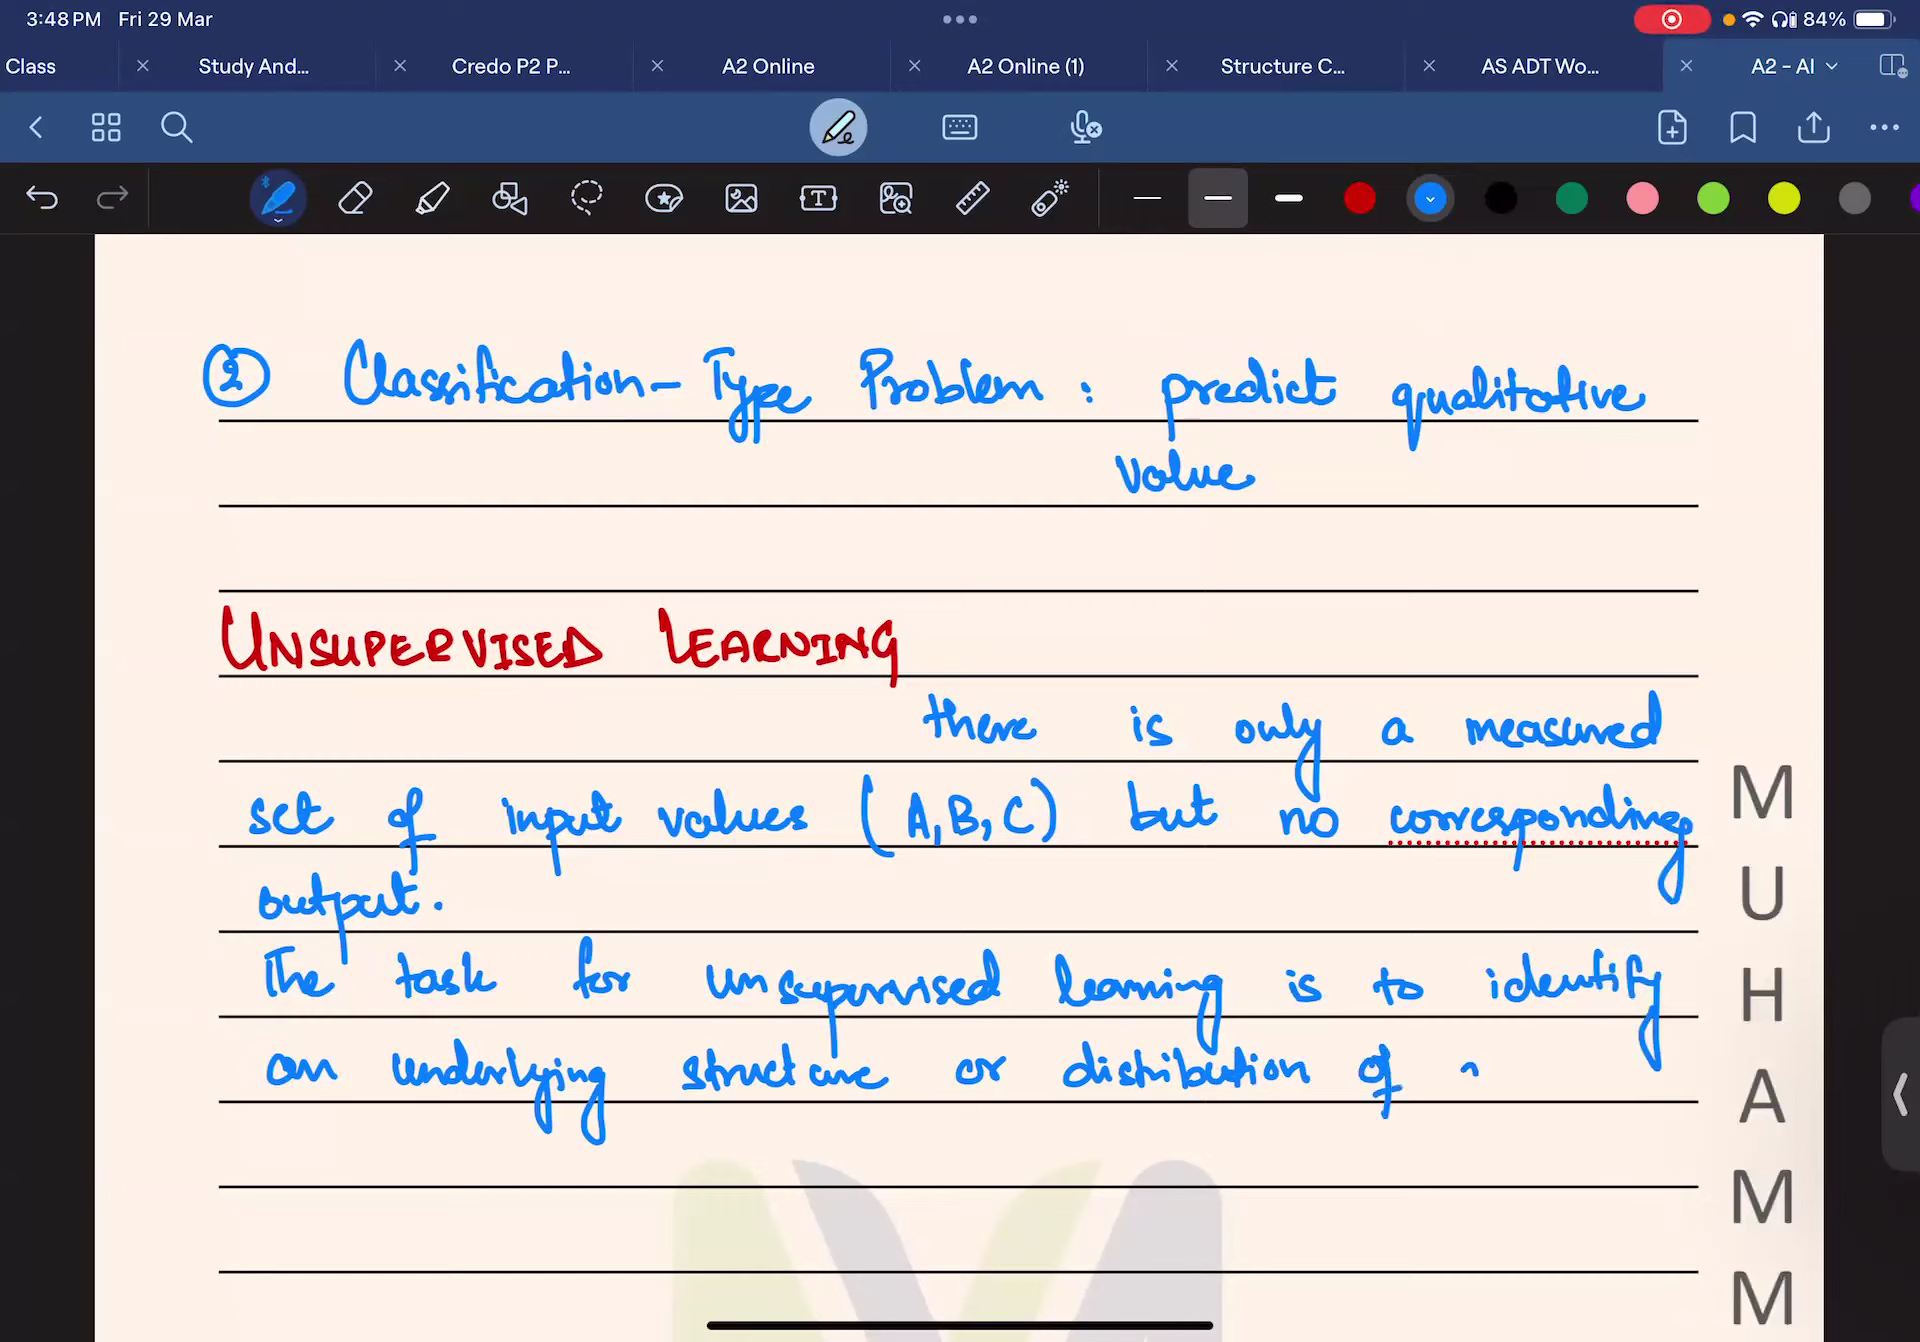 3:48 PM Fri 29 Mar 84%
Class Study And... Credo P2 P... A2 Online A2 Online (1) Structure C... AS ADT Wo... A2 - AI
② Classification-Type Problem : predict qualitative
value
UNSUPERVISED LEARNING
there is only a measured
set of input values (A, B, C) but no corresponding
output.
The task for unsupervised learning is to identify
an underlying structure or distribution of
M
U
H
A
M
M